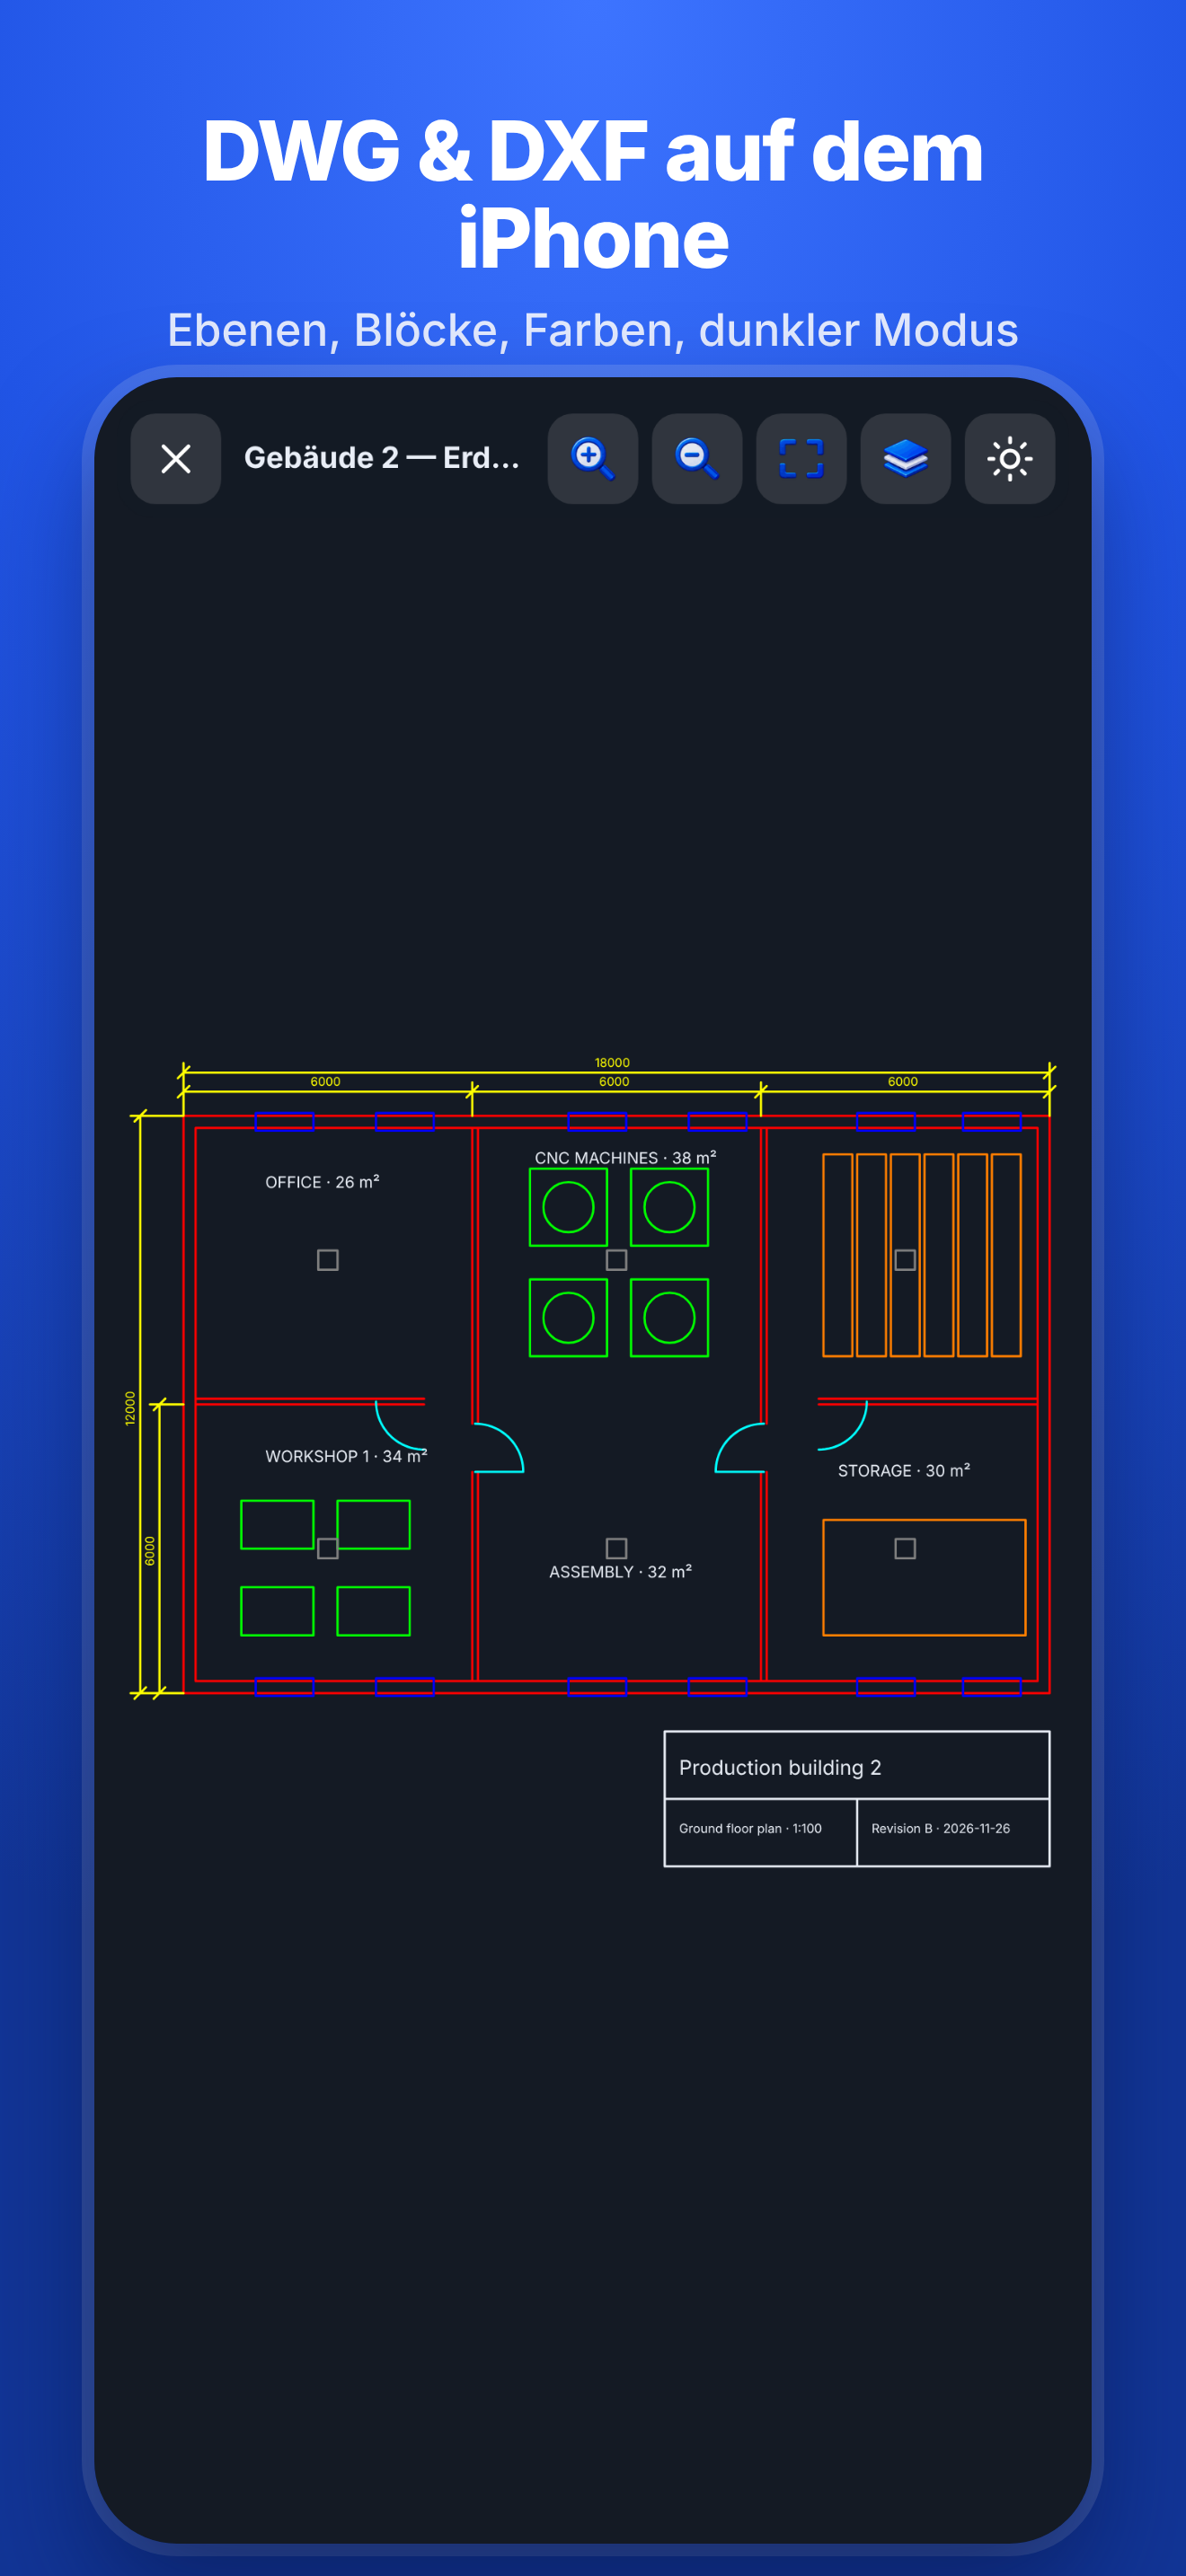 DWG & DXF auf dem
iPhone
Ebenen, Blöcke, Farben, dunkler Modus
Gebäude 2 — Erd...
18000
6000 6000 6000
CNC MACHINES · 38 m²
OFFICE · 26 m²
12000
WORKSHOP 1 · 34 m²
STORAGE · 30 m²
6000
ASSEMBLY · 32 m²
Production building 2
Ground floor plan · 1:100 Revision B · 2026-11-26